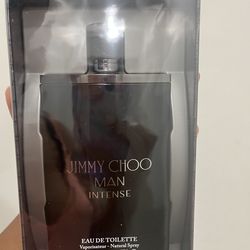 JIMMY CHOO
MAN
INTENSE
EAU DE TOILETTE
Vaporisateur - Natural Spray